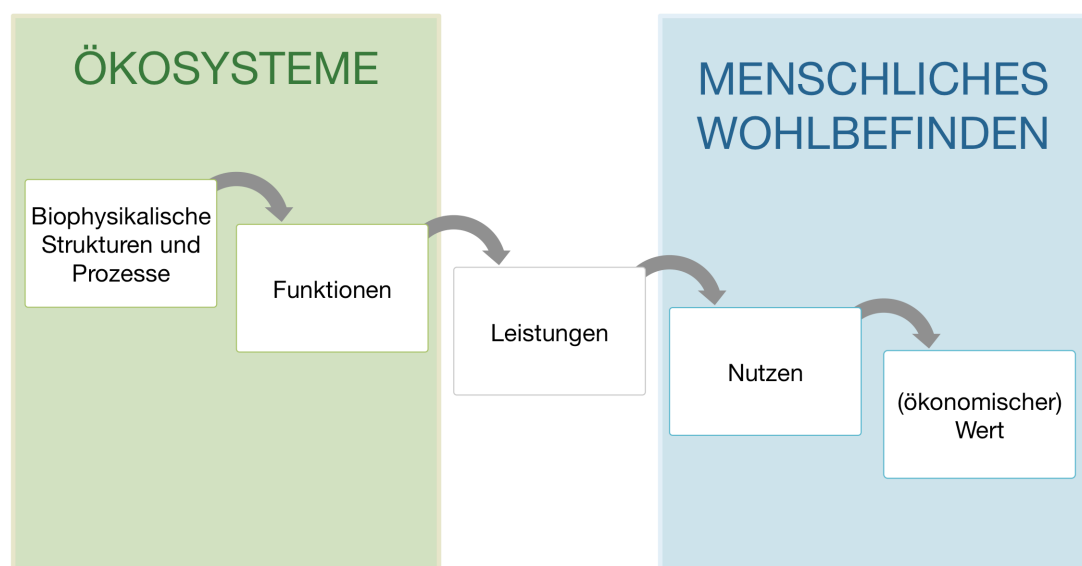 ÖKOSYSTEME
MENSCHLICHES
WOHLBEFINDEN
Biophysikalische
Strukturen und
Prozesse
Funktionen
Leistungen
Nutzen
(ökonomischer)
Wert